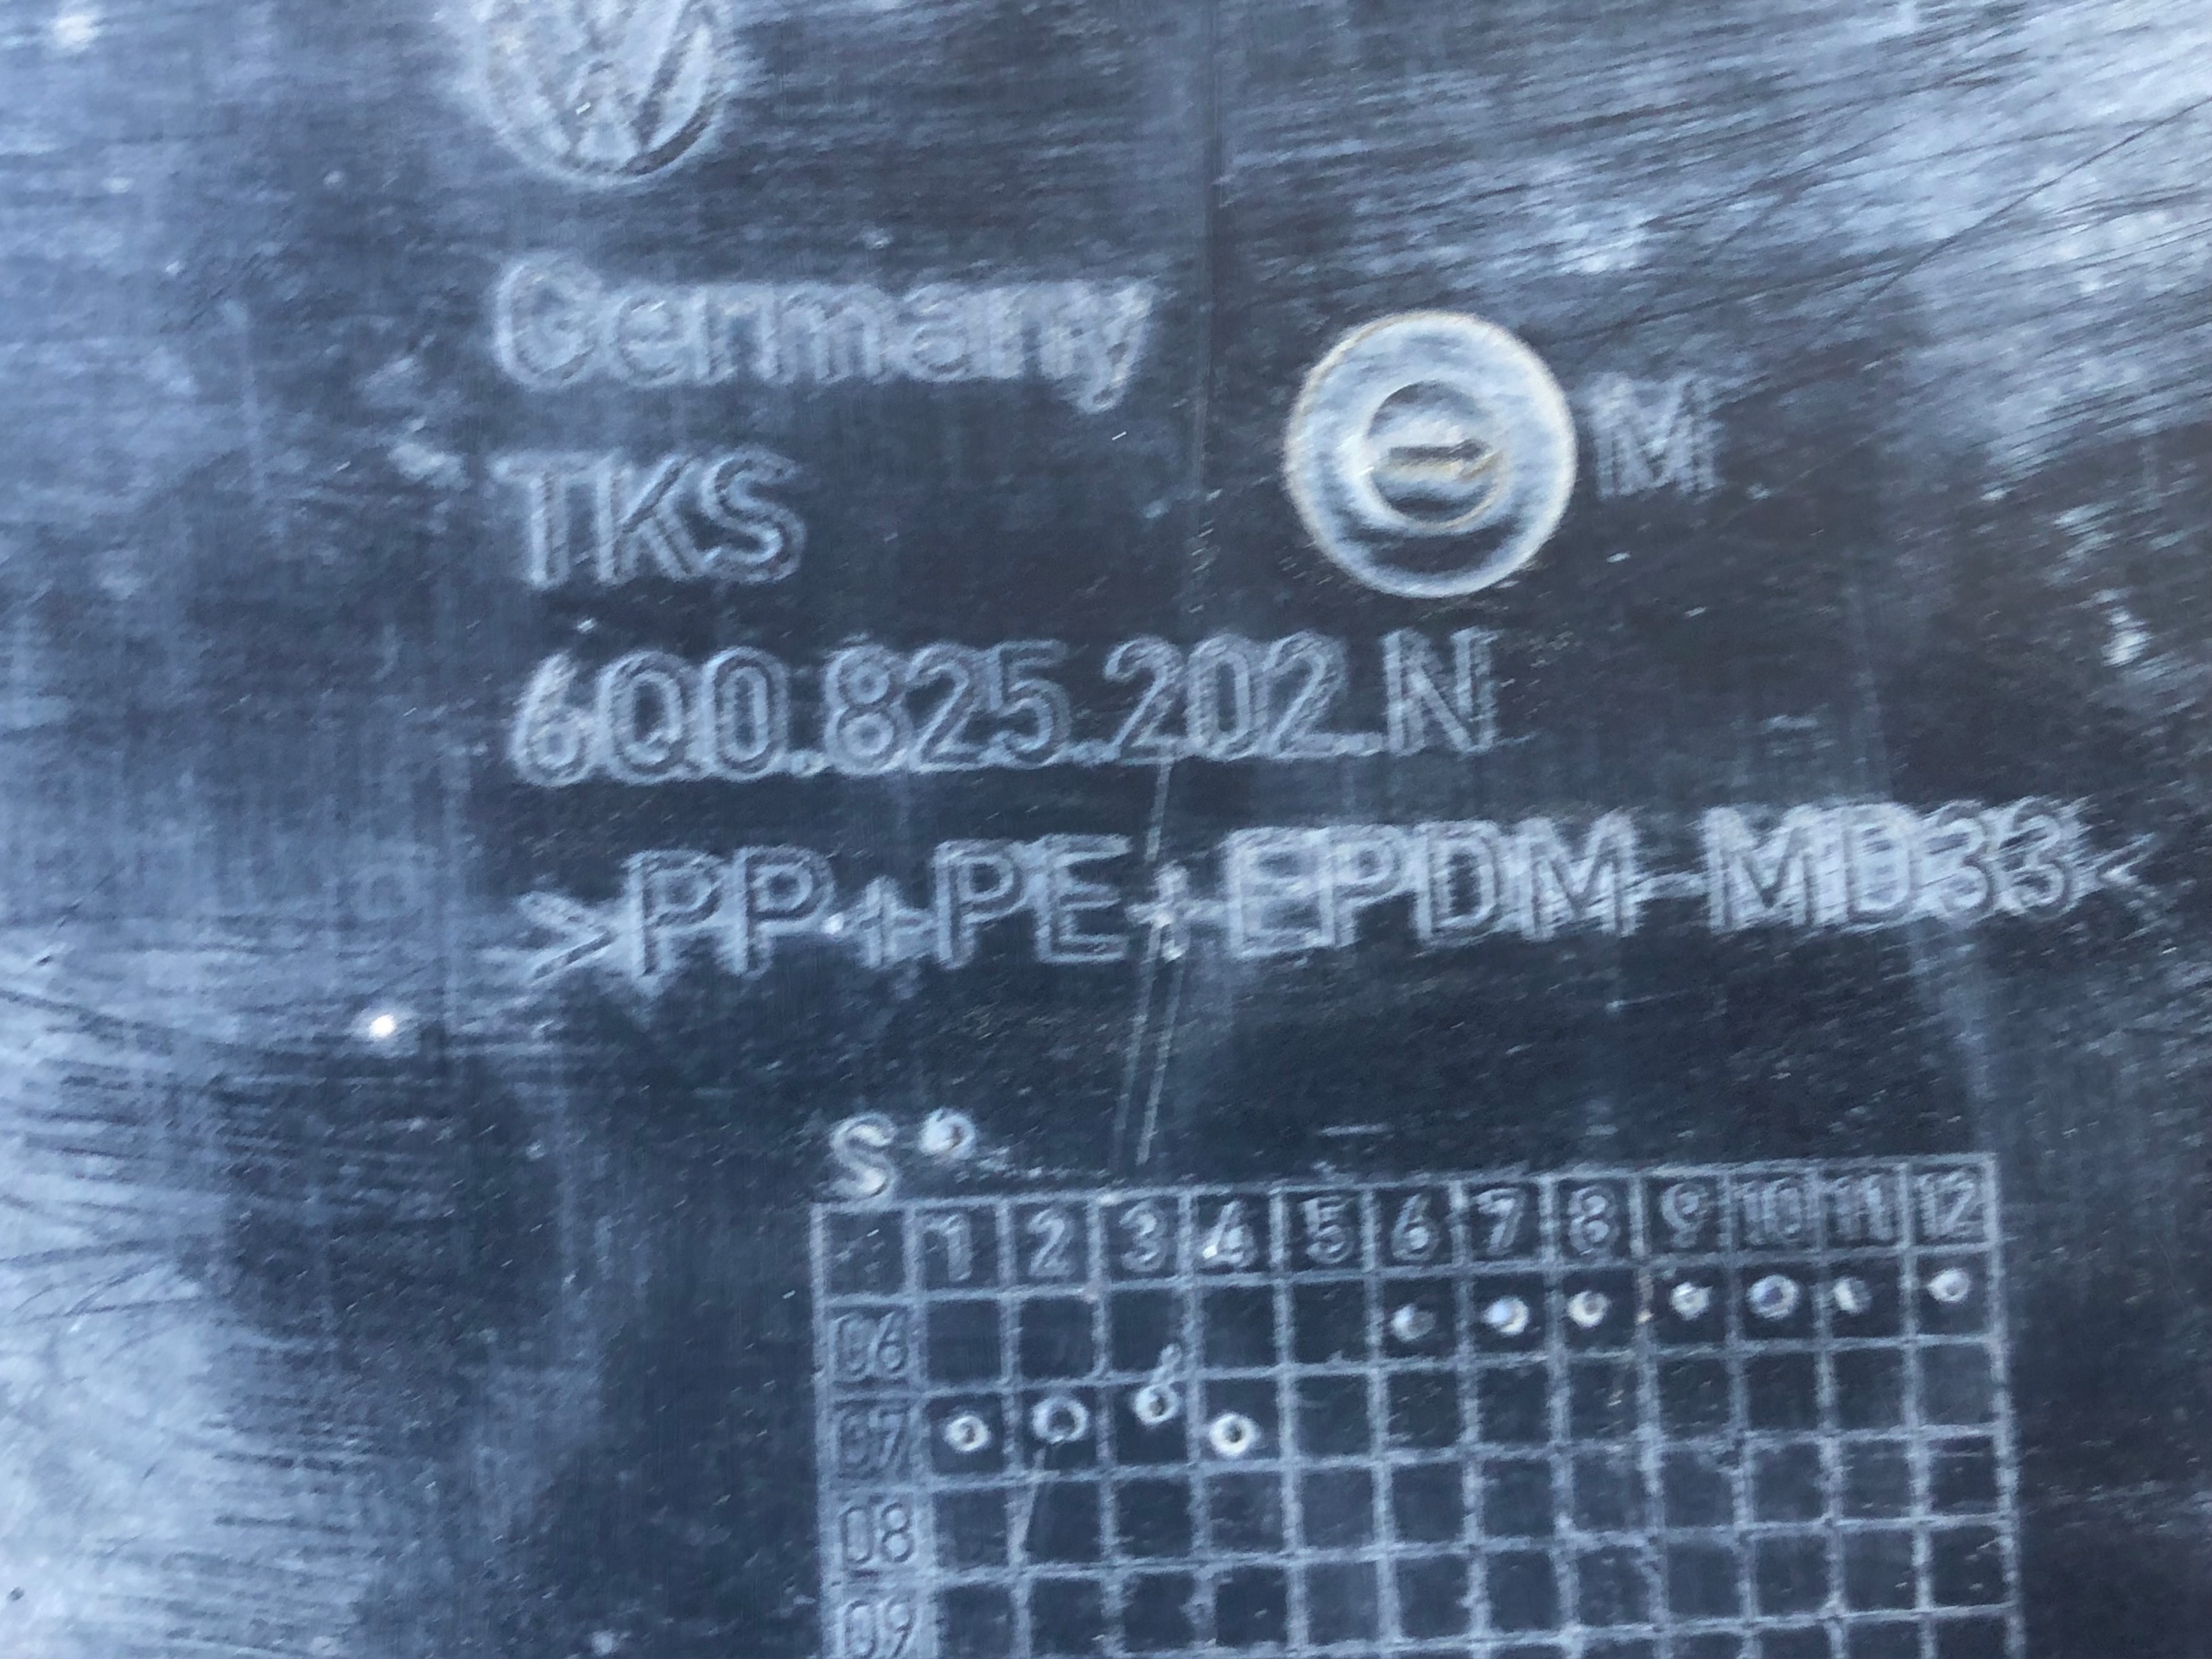 Germany
TKS
M
6Q0.825.202.N
>PP+PE+EPDM-MD33<
S
1 2 3 4 5 6 7 8 9 10 11 12
06
07
08
09